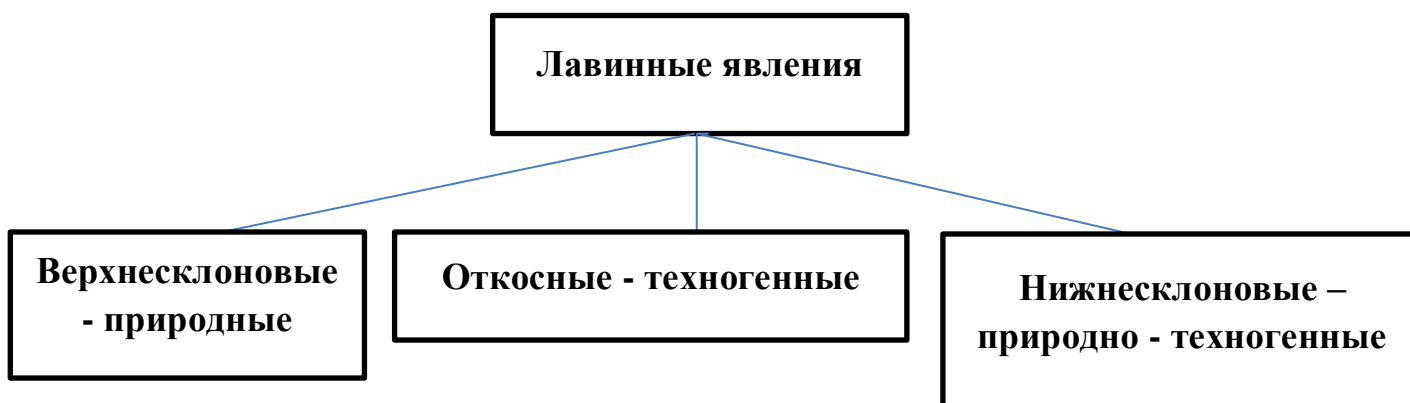 Лавинные явления
Верхнесклоновые
- природные
Откосные - техногенные
Нижнесклоновые –
природно - техногенные